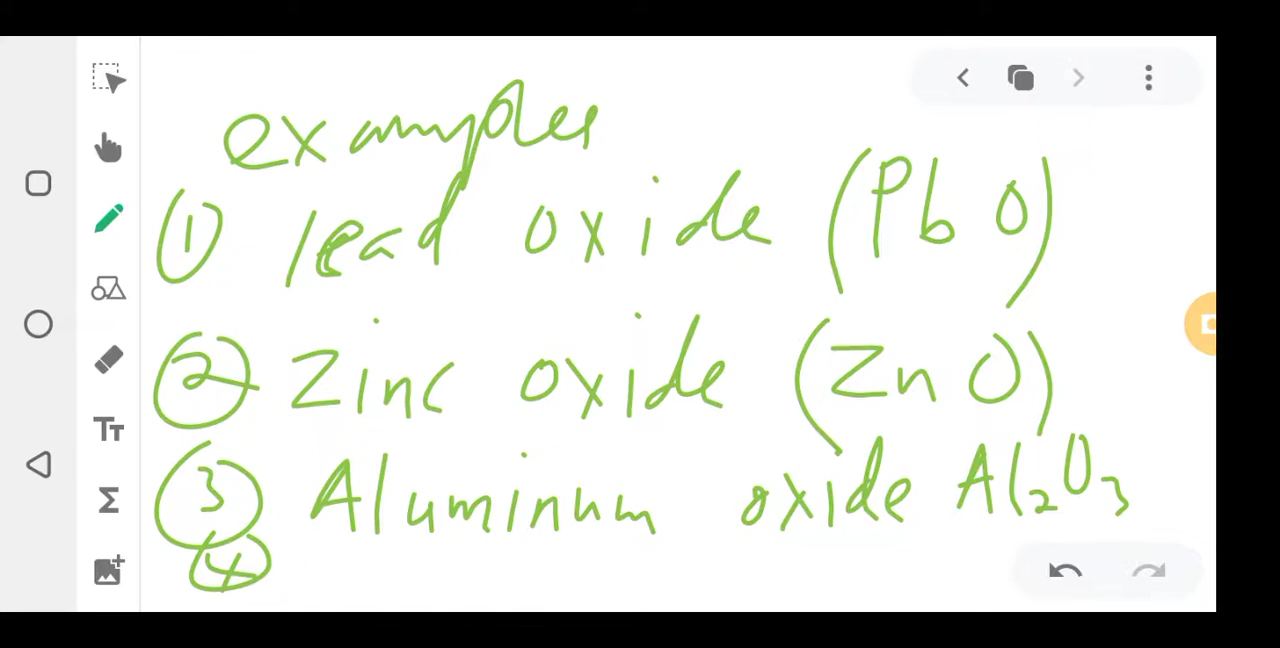 examples
① lead oxide (PbO)
② Zinc oxide (ZnO)
③ Aluminum oxide Al₂O₃
④